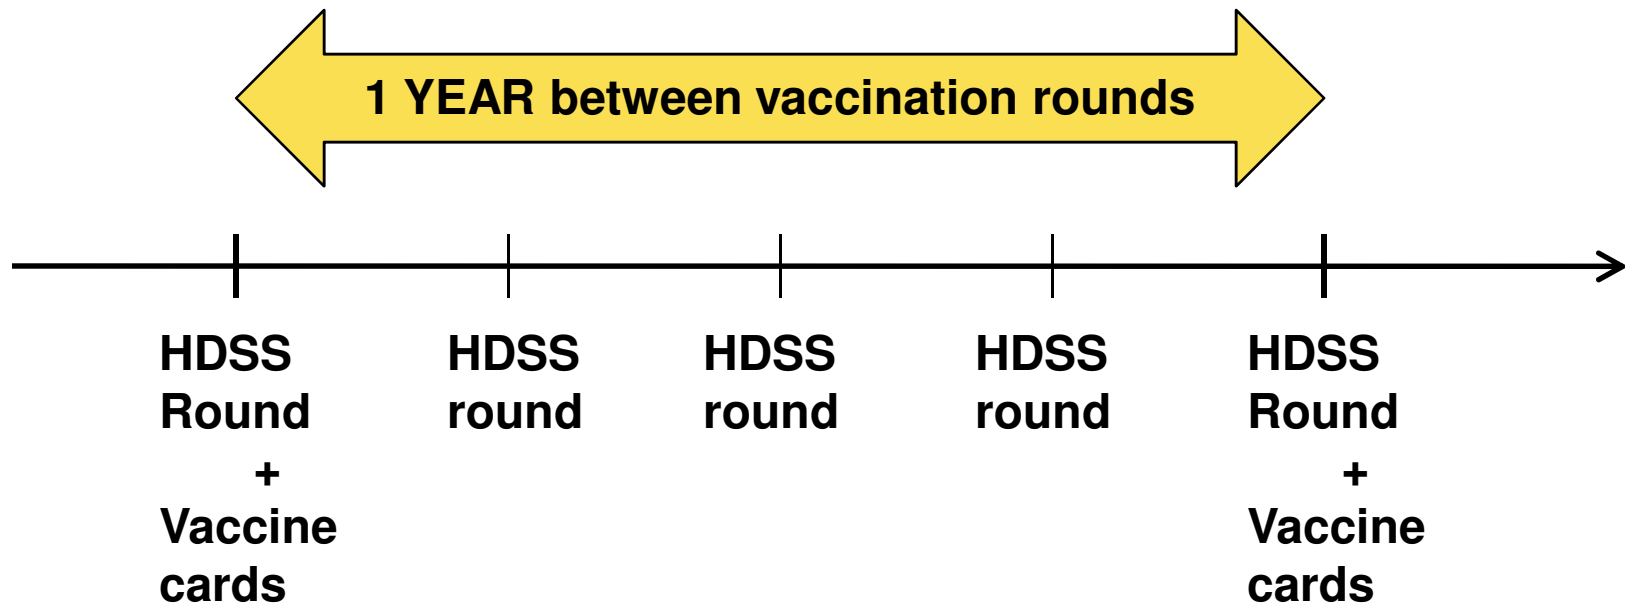 1 YEAR between vaccination rounds
HDSS
Round
+
Vaccine
cards
HDSS
round
HDSS
round
HDSS
round
HDSS
Round
+
Vaccine
cards